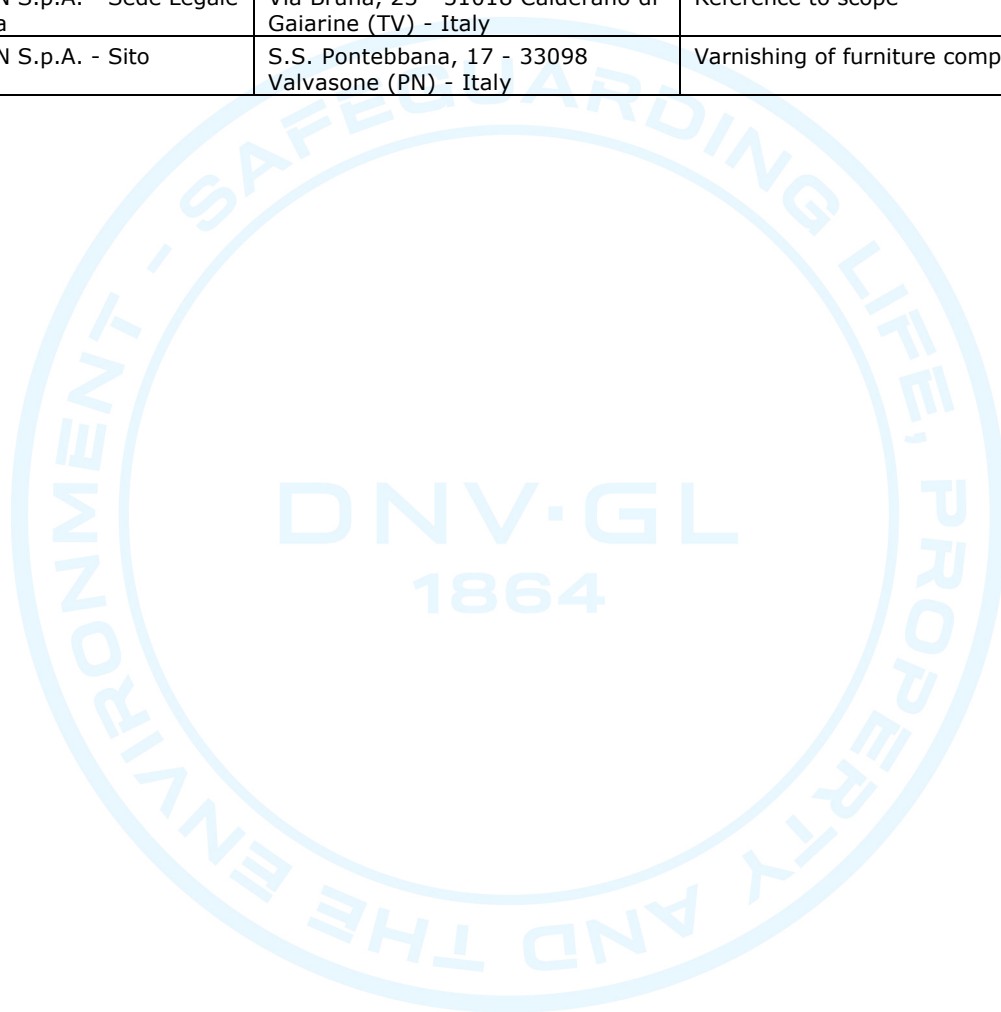 N S.p.A. - Sede Legale
a
Via Bruna, - 31018 Calderano di
Gaiarine (TV) - Italy
Reference to scope
N S.p.A. - Sito
S.S. Pontebbana, 17 - 33098
Valvasone (PN) - Italy
Varnishing of furniture comp
SAFEGUARDING LIFE, PROPERTY AND THE ENVIRONMENT -
DNV·GL
1864